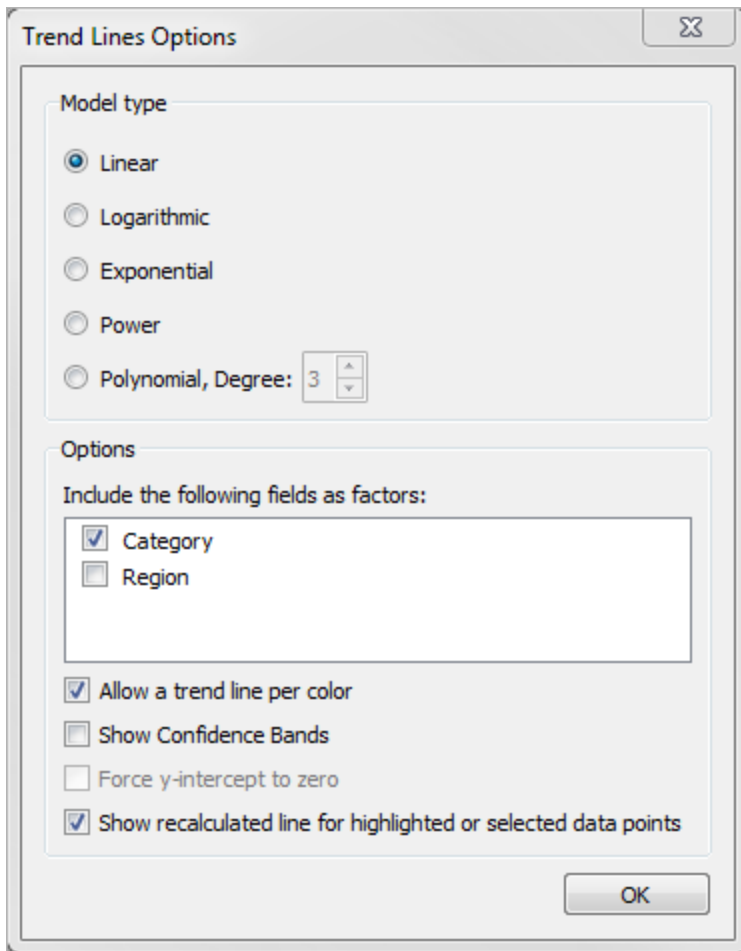 Trend Lines Options
Model type
Linear
Logarithmic
Exponential
Power
Polynomial, Degree: 3
Options
Include the following fields as factors:
Category
Region
Allow a trend line per color
Show Confidence Bands
Force y-intercept to zero
Show recalculated line for highlighted or selected data points
OK